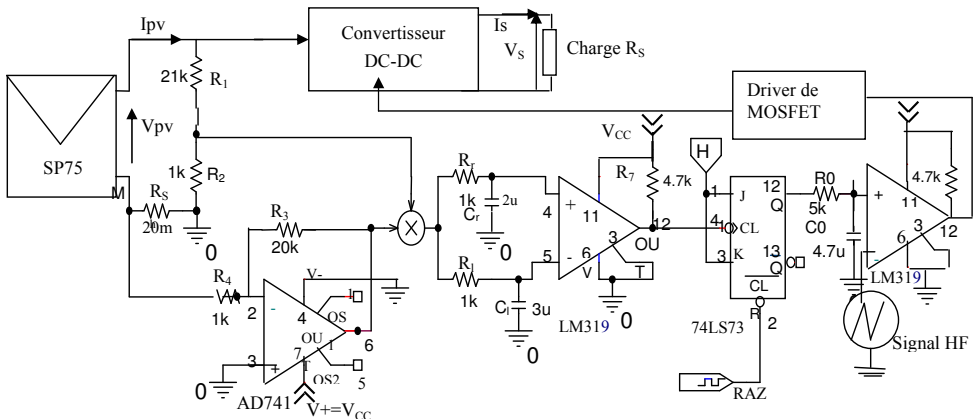 Ipv
21k
R1
Vpv
SP75
M
RS
20m
1k
R2
0
Convertisseur
DC-DC
Is
VS
Charge RS
Driver de
MOSFET
R3
20k
R4
1k
2
3
0
V-
4
OS
1
6
OU
7
1
T
OS2
5
AD741
V+=VCC
X
Rr
1k
Cr
2u
0
Rl
1k
Cl
3u
0
4
5
+
-
11
6
V
3
T
12
OU
LM319
0
VCC
R7
4.7k
H
1
4
3
J
CL
K
12
Q
13
Q
CL
R
2
74LS73
RAZ
R0
5k
C0
4.7u
4.7k
+
-
11
6
3
12
LM319
Signal HF